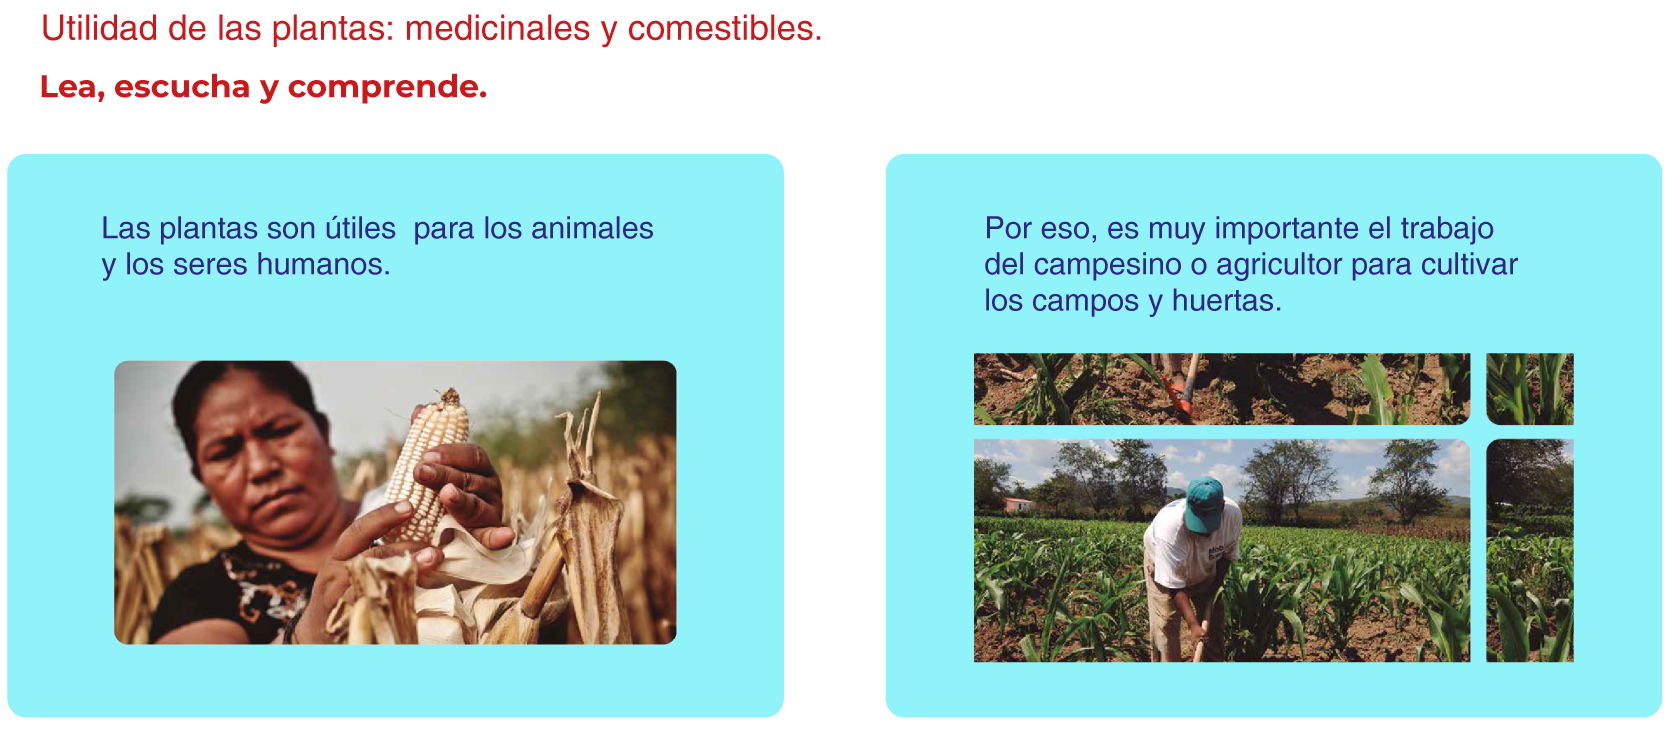 Utilidad de las plantas: medicinales y comestibles.
Lea, escucha y comprende.
Las plantas son útiles  para los animales
y los seres humanos.
Por eso, es muy importante el trabajo
del campesino o agricultor para cultivar
los campos y huertas.